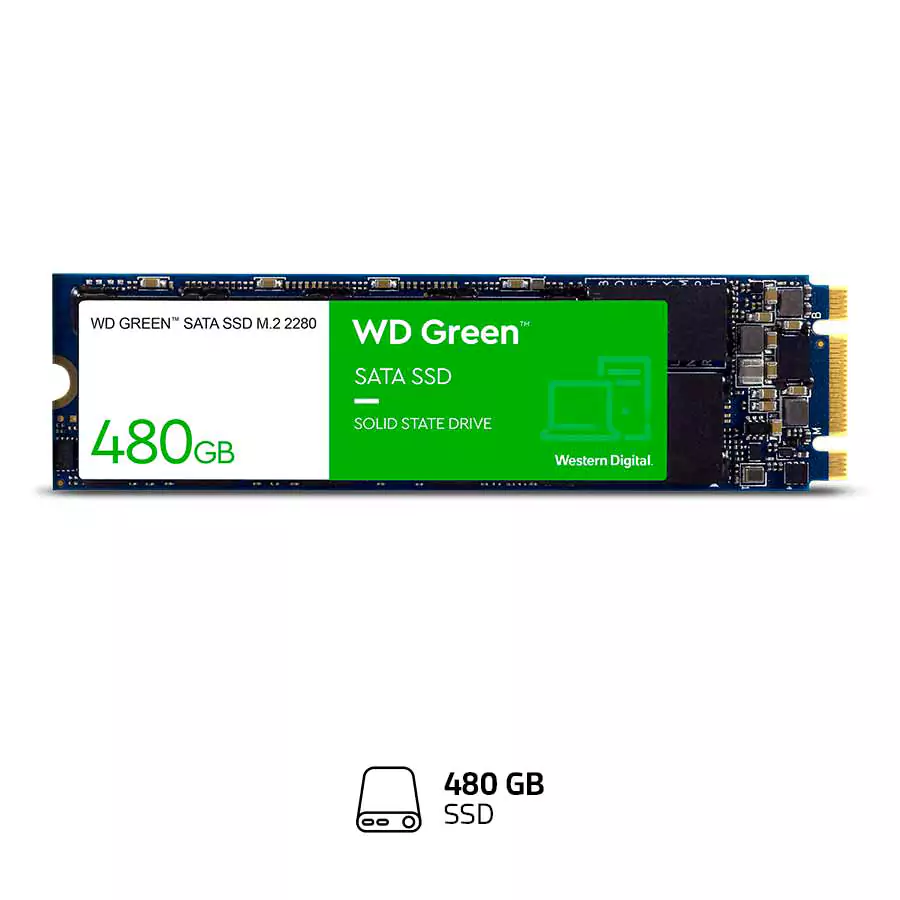 WD GREEN™ SATA SSD M.2 2280
480GB
WD Green™
SATA SSD
SOLID STATE DRIVE
Western Digital.
B
M
480 GB
SSD